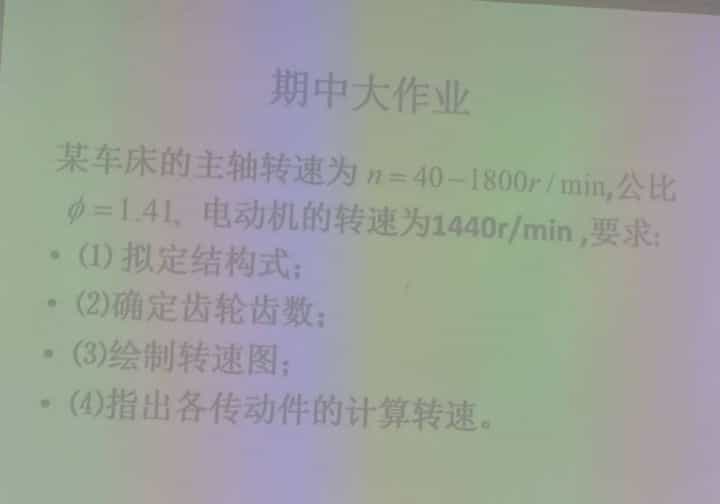 期中大作业
某车床的主轴转速为 n=40-1800r/min,公比
ϕ=1.41、电动机的转速为1440r/min ,要求:
• (1) 拟定结构式;
• (2)确定齿轮齿数;
• (3)绘制转速图;
• (4)指出各传动件的计算转速。